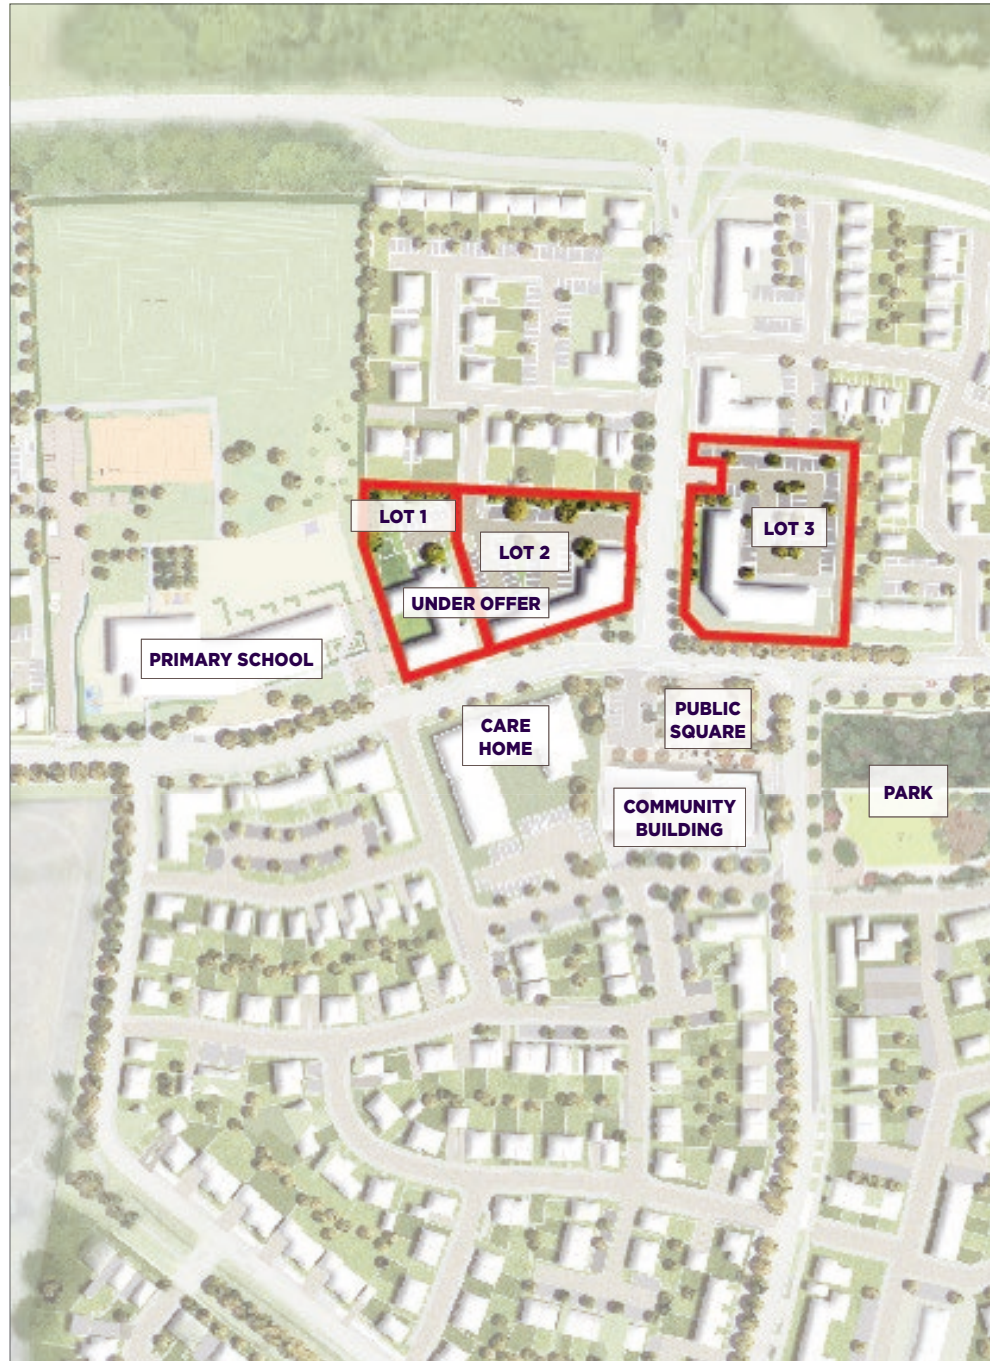 LOT 1
LOT 2
LOT 3
UNDER OFFER
PRIMARY SCHOOL
CARE
HOME
PUBLIC
SQUARE
COMMUNITY
BUILDING
PARK